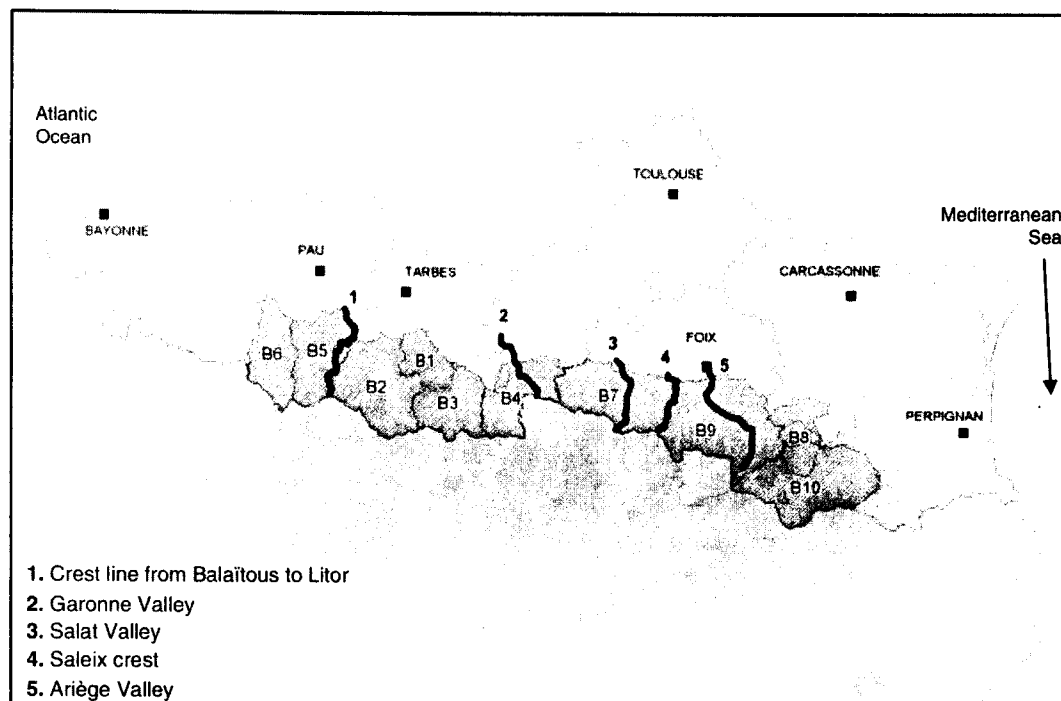 Atlantic
Ocean
TOULOUSE
BAYONNE
Mediterranean
Sea
PAU
TARBES
CARCASSONNE
1
2
3
4
FOIX
5
B6
B5
B2
B1
B3
B4
B7
B9
B8
B10
PERPIGNAN
1. Crest line from Balaïtous to Litor
2. Garonne Valley
3. Salat Valley
4. Saleix crest
5. Ariège Valley